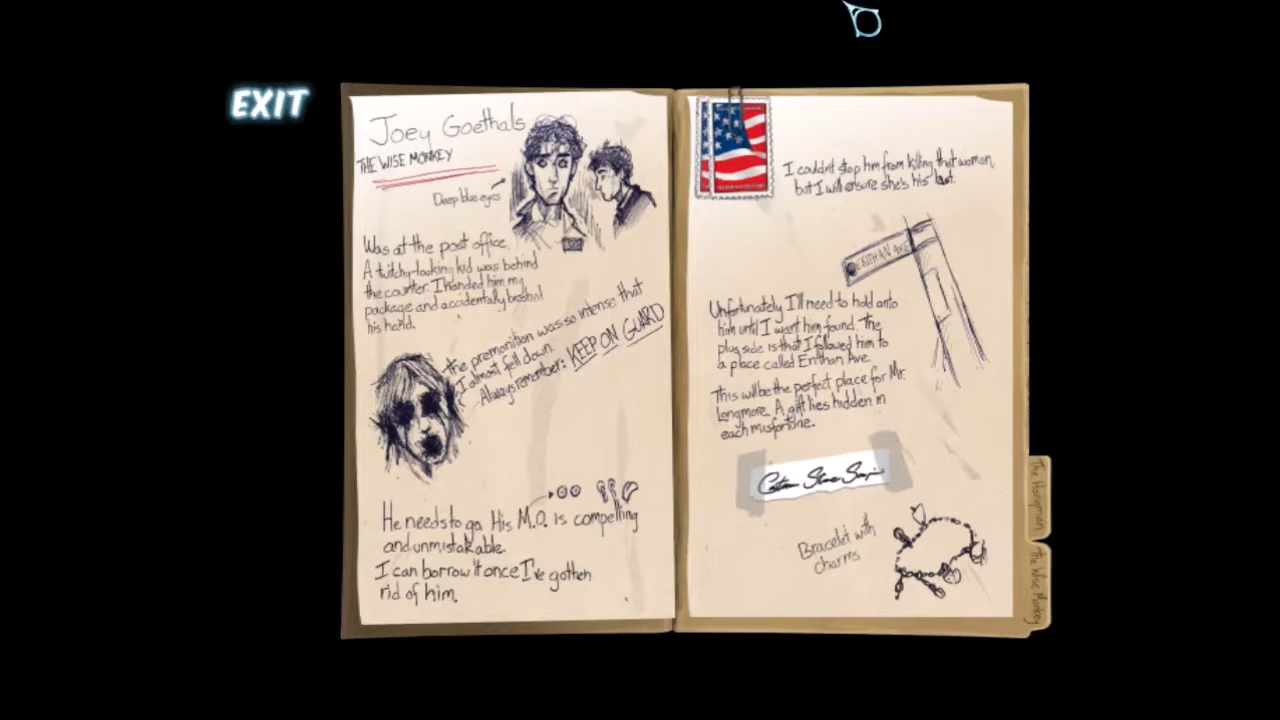 EXIT
Joey Goethals
THE WISE MONKEY
Deep blue eyes
Was at the post office.
A twitchy-looking kid was behind
the counter. I handed him my
package and accidentally brushed
his hand.
the premonition was so intense that
I almost fell down.
Always remember: KEEP ON GUARD
He needs to go. His M.O. is compelling
and unmistakable.
I can borrow it once I've gotten
rid of him.
I couldn't stop him from killing that woman,
but I will ensure she's his last.
ERITHAN AVE
Unfortunately I'll need to hold onto
him until I want him found. The
plus side is that I followed him to
a place called Erithan Ave.
This will be the perfect place for Mr.
Longmore. A gift lies hidden in
each misfortune.
Bracelet with
charms
The Hangman
The Wise Monkey